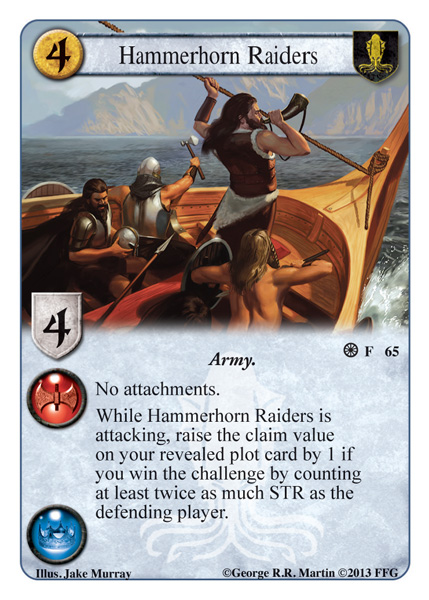 4
Hammerhorn Raiders
4
Army.
F 65
No attachments.
While Hammerhorn Raiders is
attacking, raise the claim value
on your revealed plot card by 1 if
you win the challenge by counting
at least twice as much STR as the
defending player.
Illus. Jake Murray
©George R.R. Martin ©2013 FFG